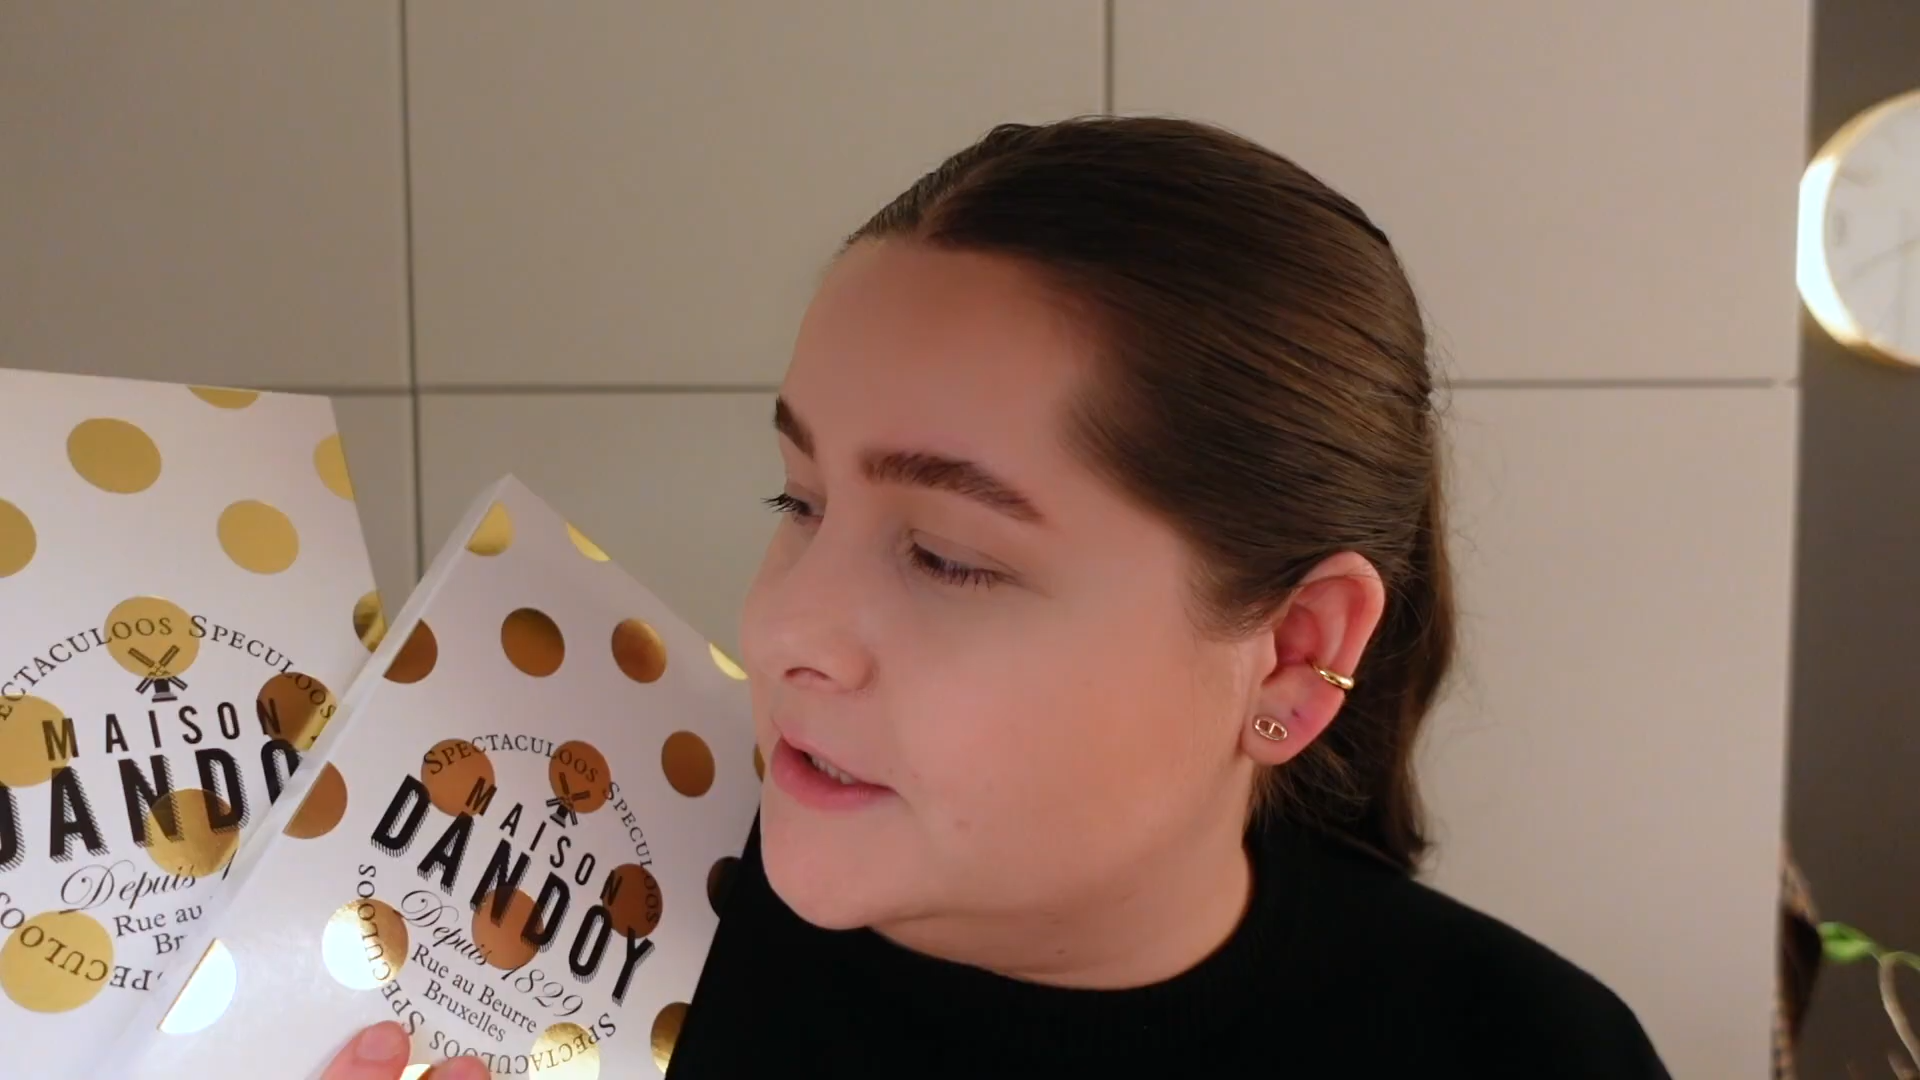 SPECTACULOOS SPECULOOS
MAISON
DANDO
Depuis
Rue au
SPECULOOS
SPECTACULOOS SPECULOOS
MAISON
DANDOY
Depuis 1829
Rue au Beurre
Bruxelles
SPECTACULOOS SPECULOOS